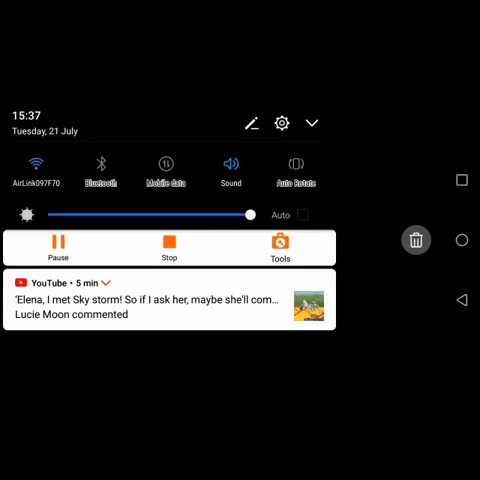 15:37
Tuesday, 21 July
AirLink097F70
Bluetooth
Mobile data
Sound
Auto Rotate
Auto
Pause
Stop
Tools
YouTube • 5 min
‘Elena, I met Sky storm! So if I ask her, maybe she'll com…
Lucie Moon commented